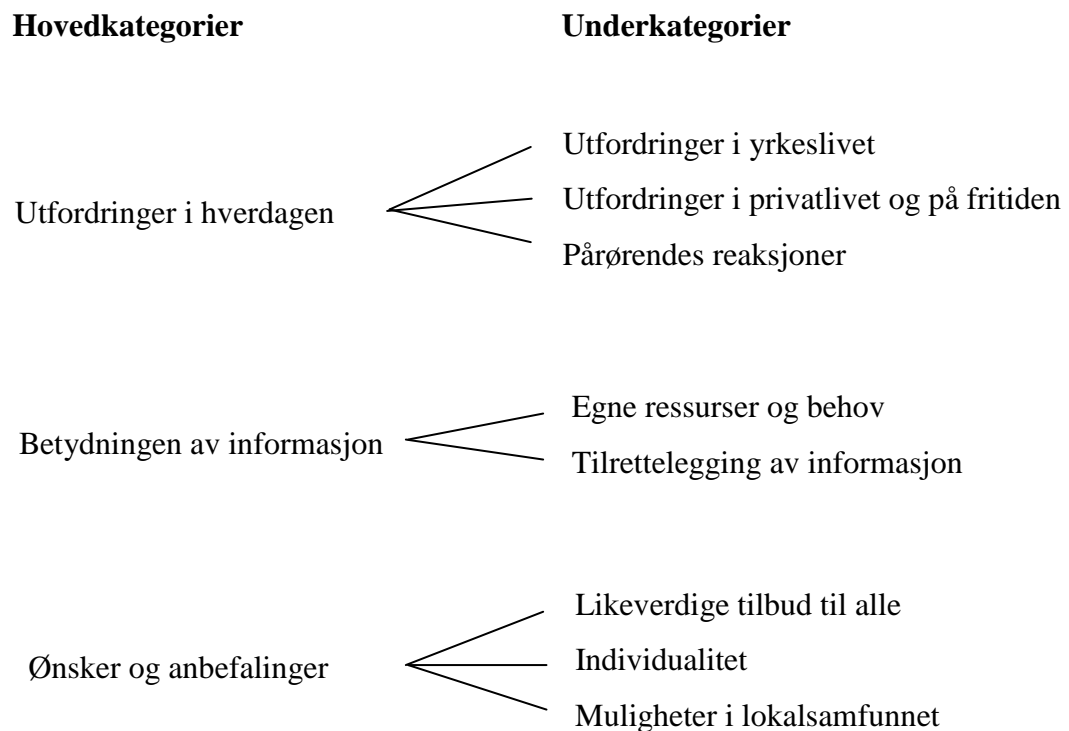 Hovedkategorier Underkategorier
Utfordringer i yrkeslivet
Utfordringer i hverdagen
Utfordringer i privatlivet og på fritiden
Pårørendes reaksjoner
Egne ressurser og behov
Betydningen av informasjon
Tilrettelegging av informasjon
Likeverdige tilbud til alle
Ønsker og anbefalinger
Individualitet
Muligheter i lokalsamfunnet